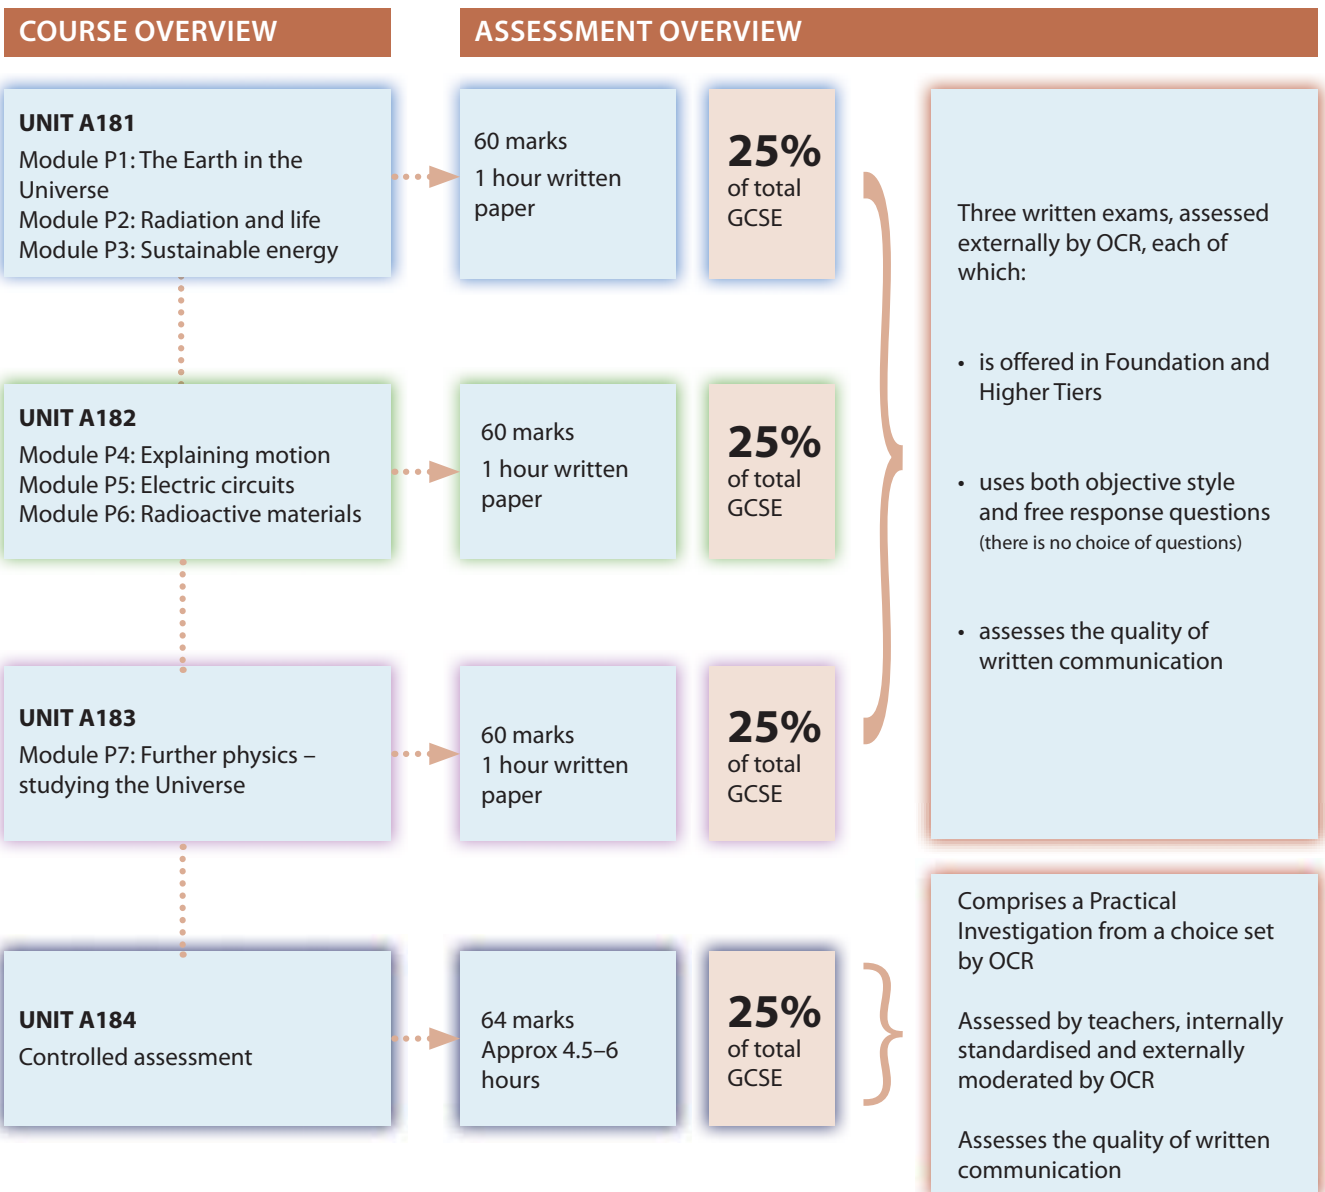 COURSE OVERVIEW
ASSESSMENT OVERVIEW
UNIT A181
Module P1: The Earth in the
Universe
Module P2: Radiation and life
Module P3: Sustainable energy
60 marks
1 hour written
paper
25%
of total
GCSE
UNIT A182
Module P4: Explaining motion
Module P5: Electric circuits
Module P6: Radioactive materials
60 marks
1 hour written
paper
25%
of total
GCSE
UNIT A183
Module P7: Further physics –
studying the Universe
60 marks
1 hour written
paper
25%
of total
GCSE
Three written exams, assessed
externally by OCR, each of
which:
• is offered in Foundation and
Higher Tiers
• uses both objective style
and free response questions
(there is no choice of questions)
• assesses the quality of
written communication
UNIT A184
Controlled assessment
64 marks
Approx 4.5–6
hours
25%
of total
GCSE
Comprises a Practical
Investigation from a choice set
by OCR
Assessed by teachers, internally
standardised and externally
moderated by OCR
Assesses the quality of written
communication